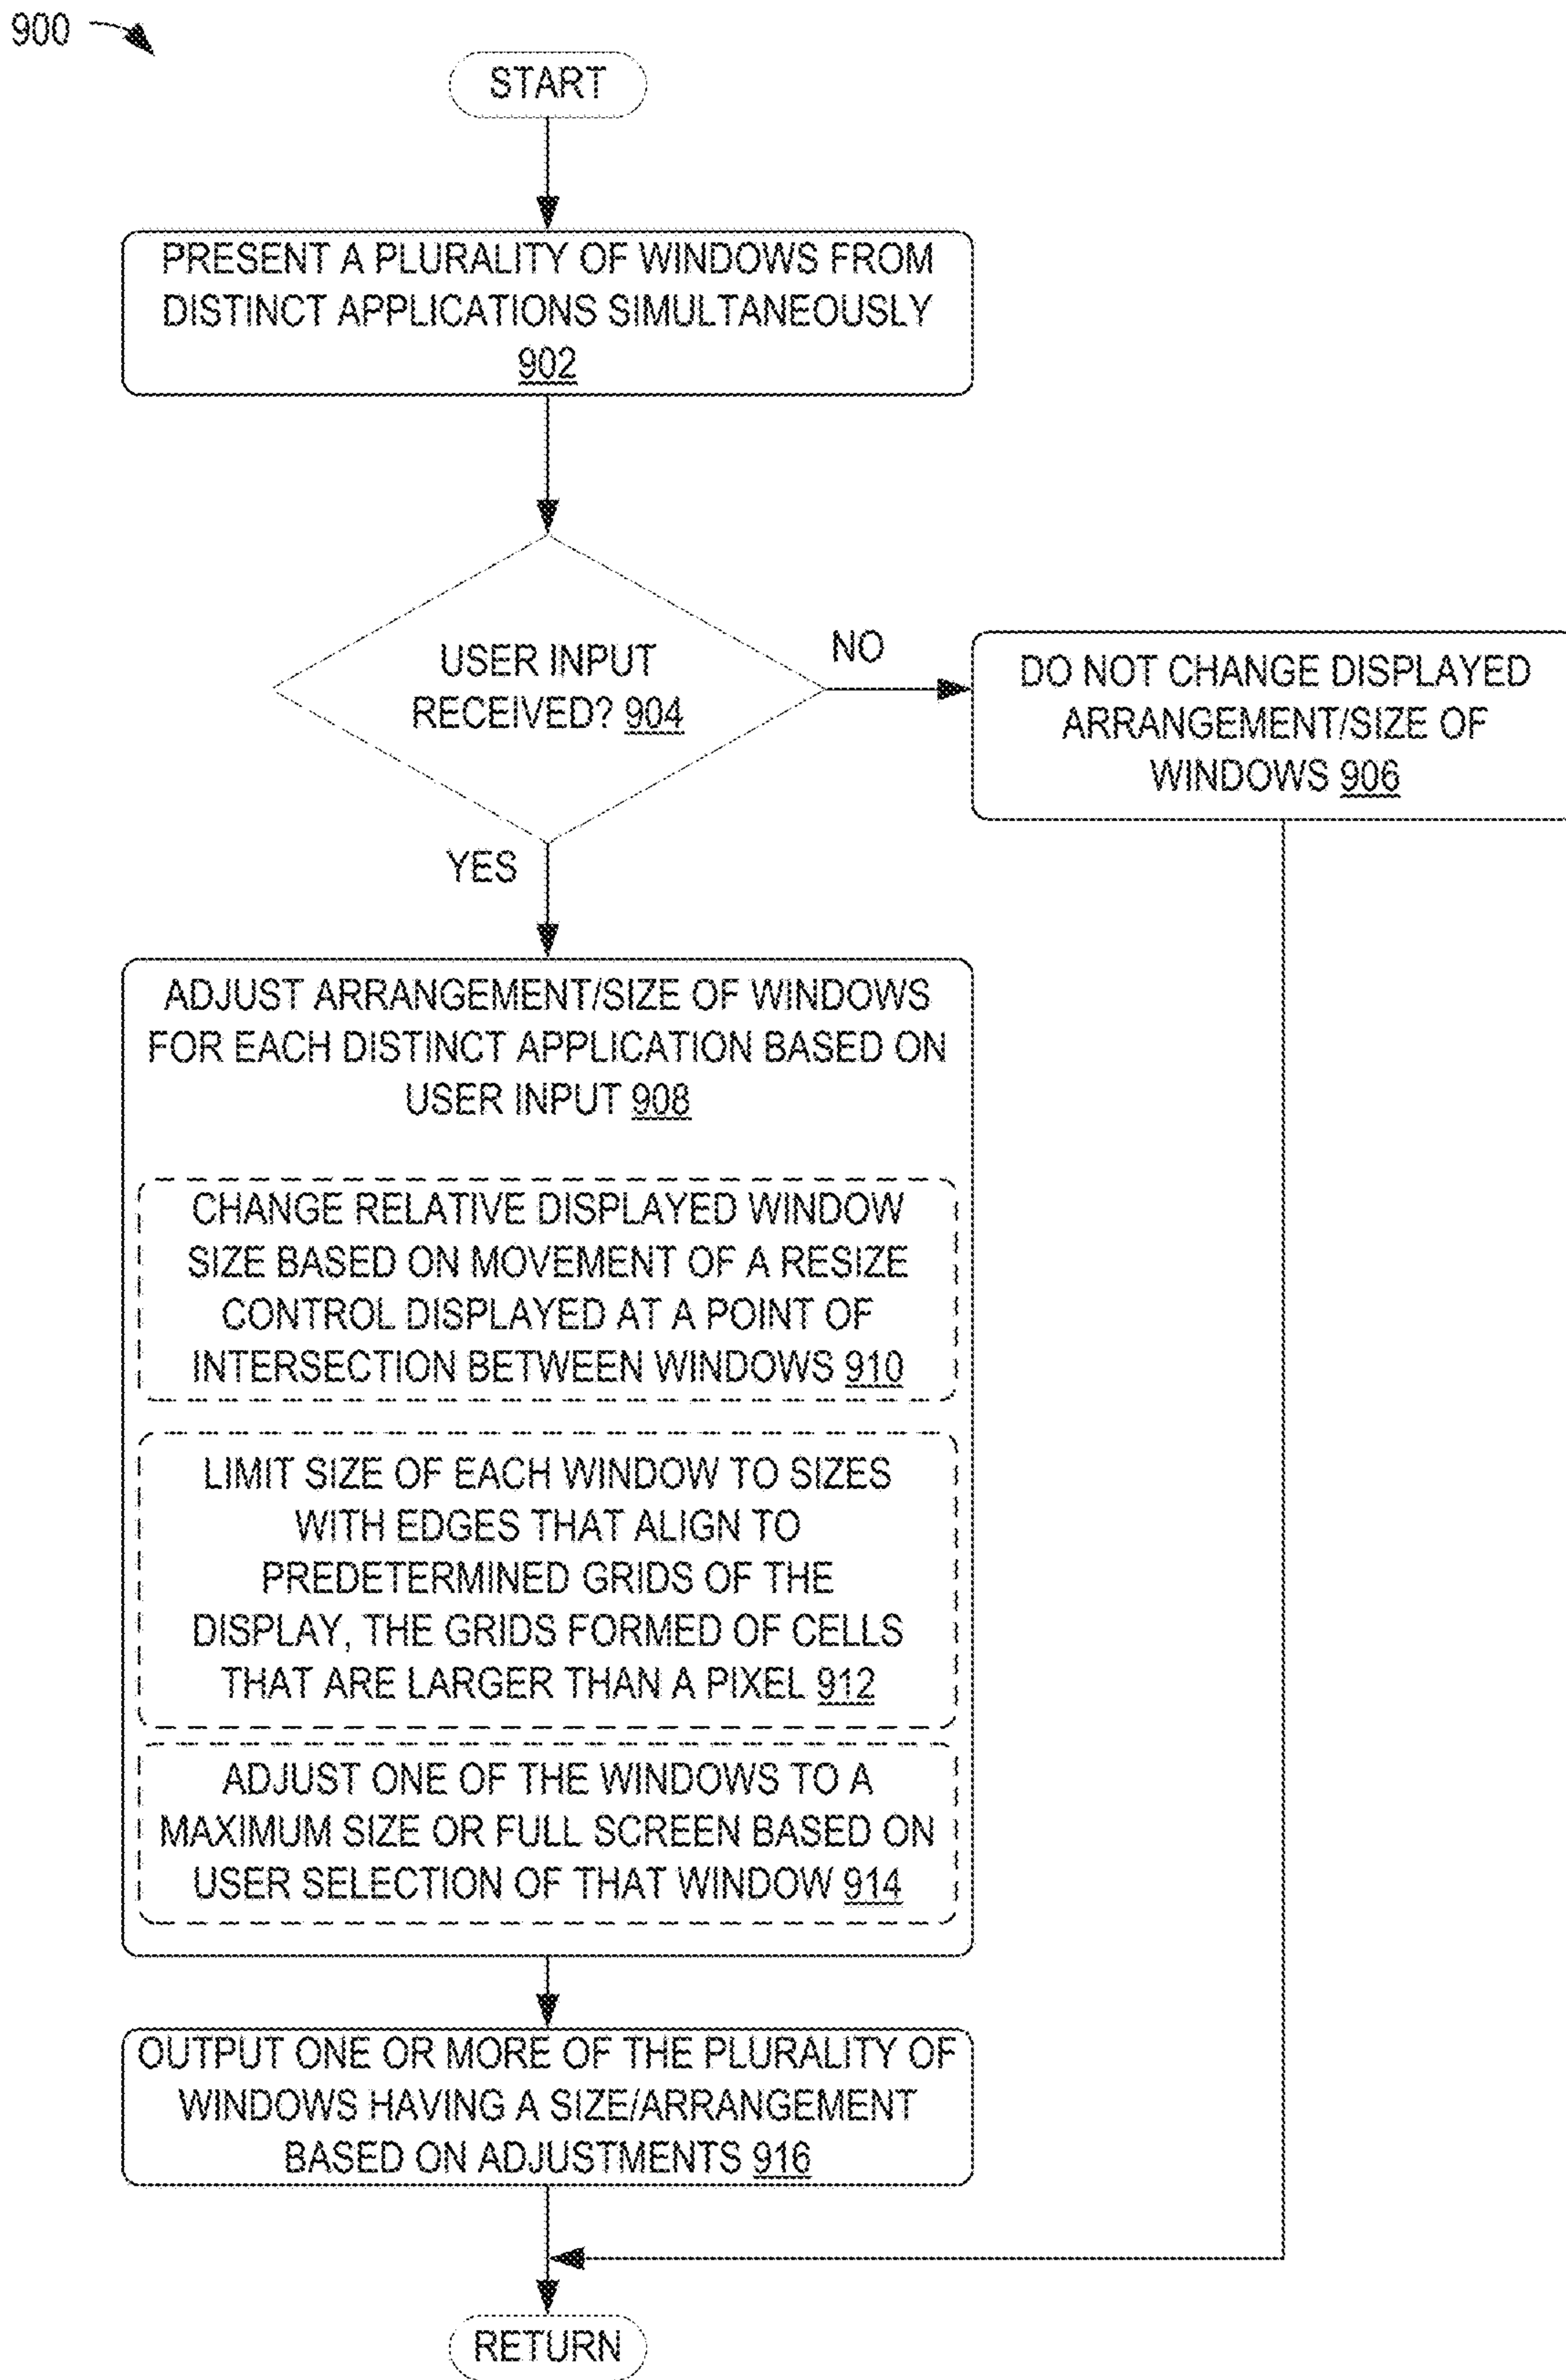 900
START
PRESENT A PLURALITY OF WINDOWS FROM
DISTINCT APPLICATIONS SIMULTANEOUSLY
902
USER INPUT
RECEIVED? 904
NO
DO NOT CHANGE DISPLAYED
ARRANGEMENT/SIZE OF
WINDOWS 906
YES
ADJUST ARRANGEMENT/SIZE OF WINDOWS
FOR EACH DISTINCT APPLICATION BASED ON
USER INPUT 908
CHANGE RELATIVE DISPLAYED WINDOW
SIZE BASED ON MOVEMENT OF A RESIZE
CONTROL DISPLAYED AT A POINT OF
INTERSECTION BETWEEN WINDOWS 910
LIMIT SIZE OF EACH WINDOW TO SIZES
WITH EDGES THAT ALIGN TO
PREDETERMINED GRIDS OF THE
DISPLAY, THE GRIDS FORMED OF CELLS
THAT ARE LARGER THAN A PIXEL 912
ADJUST ONE OF THE WINDOWS TO A
MAXIMUM SIZE OR FULL SCREEN BASED ON
USER SELECTION OF THAT WINDOW 914
OUTPUT ONE OR MORE OF THE PLURALITY OF
WINDOWS HAVING A SIZE/ARRANGEMENT
BASED ON ADJUSTMENTS 916
RETURN